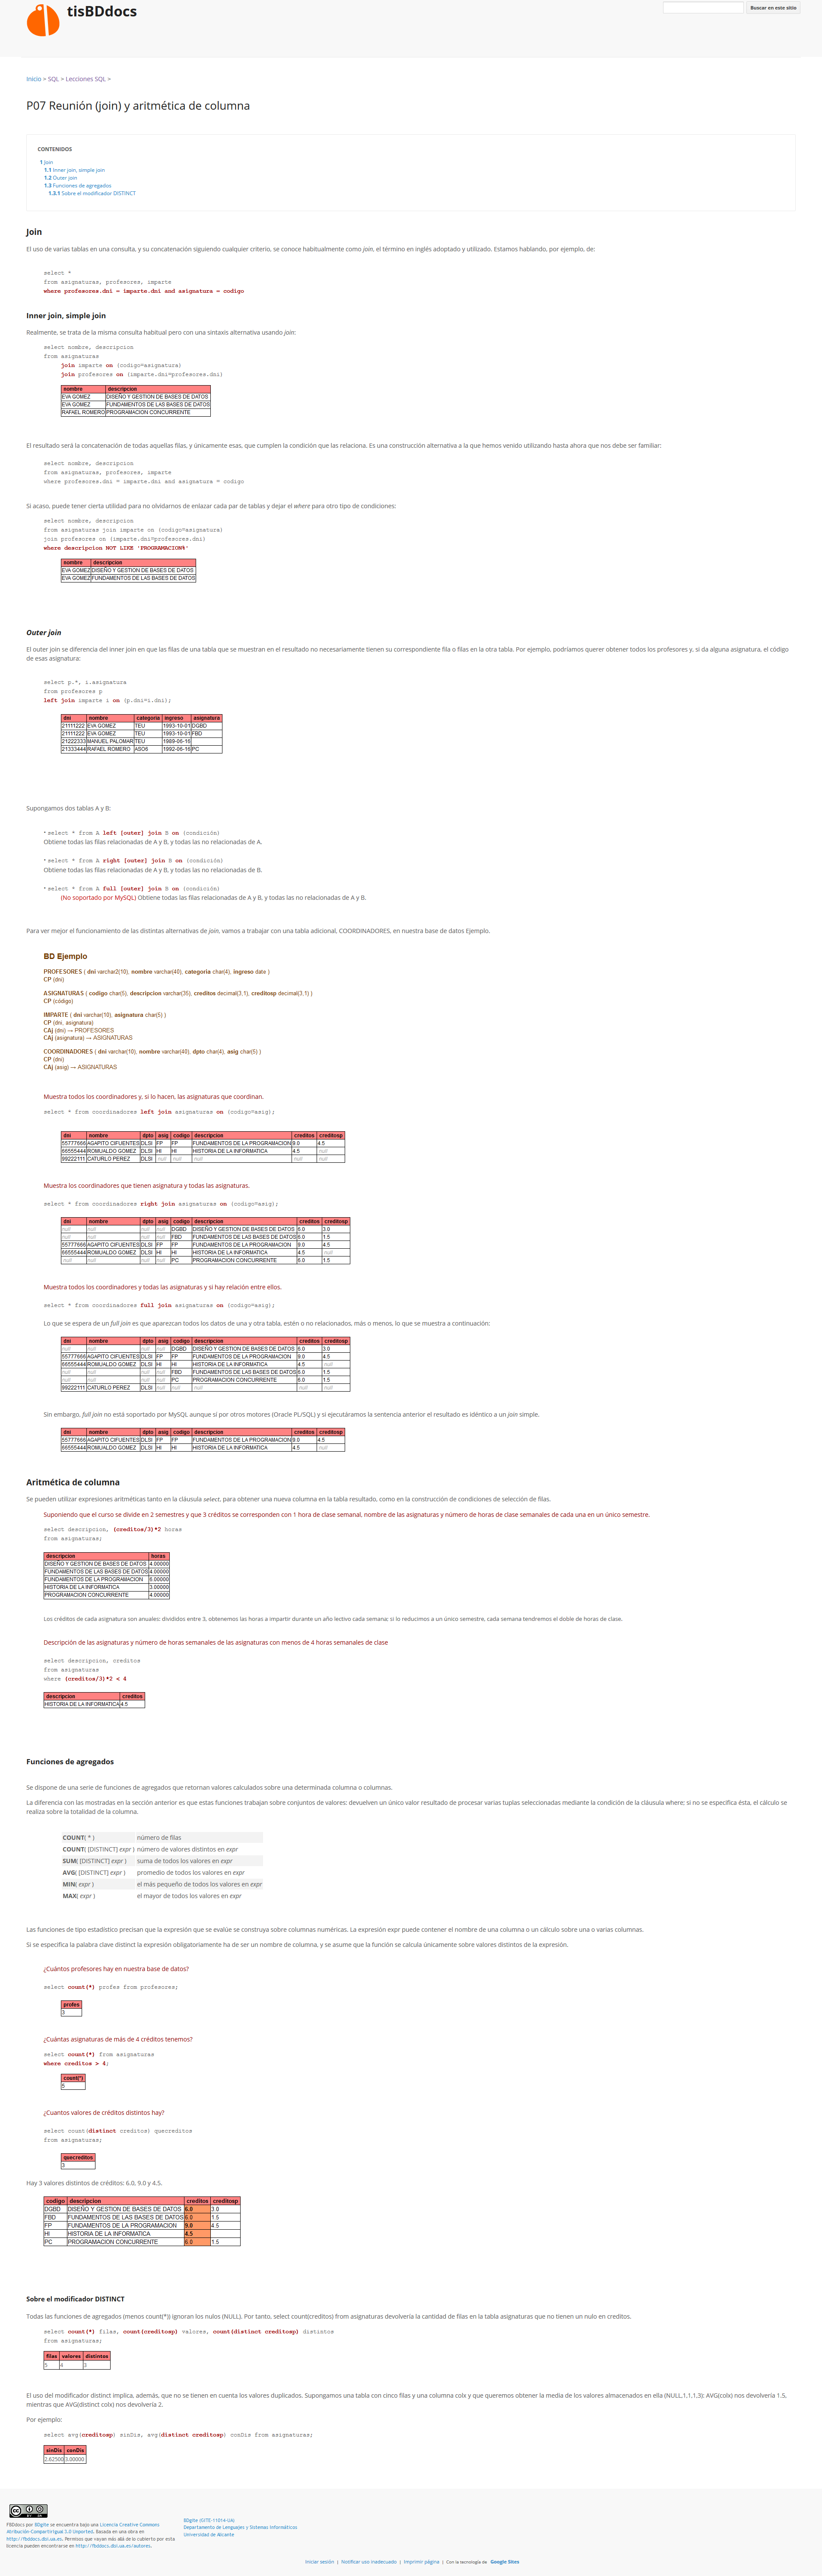 tisBDdocs
Buscar en este sitio
Inicio > SQL > Lecciones SQL >
P07 Reunión (join) y aritmética de columna
CONTENIDOS
1 Join
1.1 Inner join, simple join
1.2 Outer join
1.3 Funciones de agregados
1.3.1 Sobre el modificador DISTINCT
Join
El uso de varias tablas en una consulta, y su concatenación siguiendo cualquier criterio, se conoce habitualmente como join, el término en inglés adoptado y utilizado. Estamos hablando, por ejemplo, de:
select *
from asignaturas, profesores, imparte
where profesores.dni = imparte.dni and asignatura = codigo
Inner join, simple join
Realmente, se trata de la misma consulta habitual pero con una sintaxis alternativa usando join:
select nombre, descripcion
from asignaturas
join imparte on (codigo=asignatura)
join profesores on (imparte.dni=profesores.dni)
nombre descripcion
EVA GOMEZ DISEÑO Y GESTION DE BASES DE DATOS
EVA GOMEZ FUNDAMENTOS DE LAS BASES DE DATOS
RAFAEL ROMERO PROGRAMACION CONCURRENTE
El resultado será la concatenación de todas aquellas filas, y únicamente esas, que cumplen la condición que las relaciona. Es una construcción alternativa a la que hemos venido utilizando hasta ahora que nos debe ser familiar:
select nombre, descripcion
from asignaturas, profesores, imparte
where profesores.dni = imparte.dni and asignatura = codigo
Si acaso, puede tener cierta utilidad para no olvidarnos de enlazar cada par de tablas y dejar el where para otro tipo de condiciones:
select nombre, descripcion
from asignaturas join imparte on (codigo=asignatura)
join profesores on (imparte.dni=profesores.dni)
where descripcion NOT LIKE 'PROGRAMACION%'
nombre descripcion
EVA GOMEZ DISEÑO Y GESTION DE BASES DE DATOS
EVA GOMEZ FUNDAMENTOS DE LAS BASES DE DATOS
Outer join
El outer join se diferencia del inner join en que las filas de una tabla que se muestran en el resultado no necesariamente tienen su correspondiente fila o filas en la otra tabla. Por ejemplo, podríamos querer obtener todos los profesores y, si da alguna asignatura, el código
de esas asignatura:
select p.*, i.asignatura
from profesores p
left join imparte i on (p.dni=i.dni);
dni nombre categoria ingreso asignatura
21111222 EVA GOMEZ TEU 1993-10-01 DGBD
21111222 EVA GOMEZ TEU 1993-10-01 FBD
21222333 MANUEL PALOMAR TEU 1989-06-16
21333444 RAFAEL ROMERO ASO6 1992-06-16 PC
Supongamos dos tablas A y B:
* select * from A left [outer] join B on (condición)
Obtiene todas las filas relacionadas de A y B, y todas las no relacionadas de A.
* select * from A right [outer] join B on (condición)
Obtiene todas las filas relacionadas de A y B, y todas las no relacionadas de B.
* select * from A full [outer] join B on (condición)
(No soportado por MySQL) Obtiene todas las filas relacionadas de A y B, y todas las no relacionadas de A y B.
Para ver mejor el funcionamiento de las distintas alternativas de join, vamos a trabajar con una tabla adicional, COORDINADORES, en nuestra base de datos Ejemplo.
BD Ejemplo
PROFESORES ( dni varchar2(10), nombre varchar(40), categoria char(4), ingreso date )
CP (dni)
ASIGNATURAS ( codigo char(5), descripcion varchar(35), creditos decimal(3,1), creditosp decimal(3,1) )
CP (código)
IMPARTE ( dni varchar(10), asignatura char(5) )
CP (dni, asignatura)
CAj (dni) → PROFESORES
CAj (asignatura) → ASIGNATURAS
COORDINADORES ( dni varchar(10), nombre varchar(40), dpto char(4), asig char(5) )
CP (dni)
CAj (asig) → ASIGNATURAS
Muestra todos los coordinadores y, si lo hacen, las asignaturas que coordinan.
select * from coordinadores left join asignaturas on (codigo=asig);
dni nombre dpto asig codigo descripcion creditos creditosp
55777666 AGAPITO CIFUENTES DLSI FP FP FUNDAMENTOS DE LA PROGRAMACION 9.0 4.5
66555444 ROMUALDO GOMEZ DLSI HI HI HISTORIA DE LA INFORMATICA 4.5 null
99222111 CATURLO PEREZ DLSI null null null null null
Muestra los coordinadores que tienen asignatura y todas las asignaturas.
select * from coordinadores right join asignaturas on (codigo=asig);
dni nombre dpto asig codigo descripcion creditos creditosp
null null null null DGBD DISEÑO Y GESTION DE BASES DE DATOS 6.0 3.0
null null null null FBD FUNDAMENTOS DE LAS BASES DE DATOS 6.0 1.5
55777666 AGAPITO CIFUENTES DLSI FP FP FUNDAMENTOS DE LA PROGRAMACION 9.0 4.5
66555444 ROMUALDO GOMEZ DLSI HI HI HISTORIA DE LA INFORMATICA 4.5 null
null null null null PC PROGRAMACION CONCURRENTE 6.0 1.5
Muestra todos los coordinadores y todas las asignaturas y si hay relación entre ellos.
select * from coordinadores full join asignaturas on (codigo=asig);
Lo que se espera de un full join es que aparezcan todos los datos de una y otra tabla, estén o no relacionados, más o menos, lo que se muestra a continuación:
dni nombre dpto asig codigo descripcion creditos creditosp
null null null null DGBD DISEÑO Y GESTION DE BASES DE DATOS 6.0 3.0
55777666 AGAPITO CIFUENTES DLSI FP FP FUNDAMENTOS DE LA PROGRAMACION 9.0 4.5
66555444 ROMUALDO GOMEZ DLSI HI HI HISTORIA DE LA INFORMATICA 4.5 null
null null null null FBD FUNDAMENTOS DE LAS BASES DE DATOS 6.0 1.5
null null null null PC PROGRAMACION CONCURRENTE 6.0 1.5
99222111 CATURLO PEREZ DLSI null null null null null
Sin embargo, full join no está soportado por MySQL aunque sí por otros motores (Oracle PL/SQL) y si ejecutáramos la sentencia anterior el resultado es idéntico a un join simple.
dni nombre dpto asig codigo descripcion creditos creditosp
55777666 AGAPITO CIFUENTES DLSI FP FP FUNDAMENTOS DE LA PROGRAMACION 9.0 4.5
66555444 ROMUALDO GOMEZ DLSI HI HI HISTORIA DE LA INFORMATICA 4.5 null
Aritmética de columna
Se pueden utilizar expresiones aritméticas tanto en la cláusula select, para obtener una nueva columna en la tabla resultado, como en la construcción de condiciones de selección de filas.
Suponiendo que el curso se divide en 2 semestres y que 3 créditos se corresponden con 1 hora de clase semanal, nombre de las asignaturas y número de horas de clase semanales de cada una en un único semestre.
select descripcion, (creditos/3)*2 horas
from asignaturas;
descripcion horas
DISEÑO Y GESTION DE BASES DE DATOS 4.00000
FUNDAMENTOS DE LAS BASES DE DATOS 4.00000
FUNDAMENTOS DE LA PROGRAMACION 6.00000
HISTORIA DE LA INFORMATICA 3.00000
PROGRAMACION CONCURRENTE 4.00000
Los créditos de cada asignatura son anuales: divididos entre 3, obtenemos las horas a impartir durante un año lectivo cada semana; si lo reducimos a un único semestre, cada semana tendremos el doble de horas de clase.
Descripción de las asignaturas y número de horas semanales de las asignaturas con menos de 4 horas semanales de clase
select descripcion, creditos
from asignaturas
where (creditos/3)*2 < 4
descripcion creditos
HISTORIA DE LA INFORMATICA 4.5
Funciones de agregados
Se dispone de una serie de funciones de agregados que retornan valores calculados sobre una determinada columna o columnas.
La diferencia con las mostradas en la sección anterior es que estas funciones trabajan sobre conjuntos de valores: devuelven un único valor resultado de procesar varias tuplas seleccionadas mediante la condición de la cláusula where; si no se especifica ésta, el cálculo se
realiza sobre la totalidad de la columna.
COUNT( * ) número de filas
COUNT( [DISTINCT] expr ) número de valores distintos en expr
SUM( [DISTINCT] expr ) suma de todos los valores en expr
AVG( [DISTINCT] expr ) promedio de todos los valores en expr
MIN( expr ) el más pequeño de todos los valores en expr
MAX( expr ) el mayor de todos los valores en expr
Las funciones de tipo estadístico precisan que la expresión que se evalúe se construya sobre columnas numéricas. La expresión expr puede contener el nombre de una columna o un cálculo sobre una o varias columnas.
Si se especifica la palabra clave distinct la expresión obligatoriamente ha de ser un nombre de columna, y se asume que la función se calcula únicamente sobre valores distintos de la expresión.
¿Cuántos profesores hay en nuestra base de datos?
select count(*) profes from profesores;
profes
3
¿Cuántas asignaturas de más de 4 créditos tenemos?
select count(*) from asignaturas
where creditos > 4;
count(*)
5
¿Cuantos valores de créditos distintos hay?
select count(distinct creditos) quecreditos
from asignaturas;
quecreditos
3
Hay 3 valores distintos de créditos: 6.0, 9.0 y 4.5.
codigo descripcion creditos creditosp
DGBD DISEÑO Y GESTION DE BASES DE DATOS 6.0 3.0
FBD FUNDAMENTOS DE LAS BASES DE DATOS 6.0 1.5
FP FUNDAMENTOS DE LA PROGRAMACION 9.0 4.5
HI HISTORIA DE LA INFORMATICA 4.5
PC PROGRAMACION CONCURRENTE 6.0 1.5
Sobre el modificador DISTINCT
Todas las funciones de agregados (menos count(*)) ignoran los nulos (NULL). Por tanto, select count(creditos) from asignaturas devolvería la cantidad de filas en la tabla asignaturas que no tienen un nulo en creditos.
select count(*) filas, count(creditosp) valores, count(distinct creditosp) distintos
from asignaturas;
filas valores distintos
5 4 3
El uso del modificador distinct implica, además, que no se tienen en cuenta los valores duplicados. Supongamos una tabla con cinco filas y una columna colx y que queremos obtener la media de los valores almacenados en ella (NULL,1,1,1,3): AVG(colx) nos devolvería 1.5,
mientras que AVG(distinct colx) nos devolvería 2.
Por ejemplo:
select avg(creditosp) sinDis, avg(distinct creditosp) conDis from asignaturas;
sinDis conDis
2.62500 3.00000
FBDdocs por BDgite se encuentra bajo una Licencia Creative Commons
Atribución-CompartirIgual 3.0 Unported. Basada en una obra en
http://fbddocs.dlsi.ua.es. Permisos que vayan más allá de lo cubierto por esta
licencia pueden encontrarse en http://fbddocs.dlsi.ua.es/autores.
BDgite (GITE-11014-UA)
Departamento de Lenguajes y Sistemas Informáticos
Universidad de Alicante
Iniciar sesión | Notificar uso inadecuado | Imprimir página | Con la tecnología de Google Sites